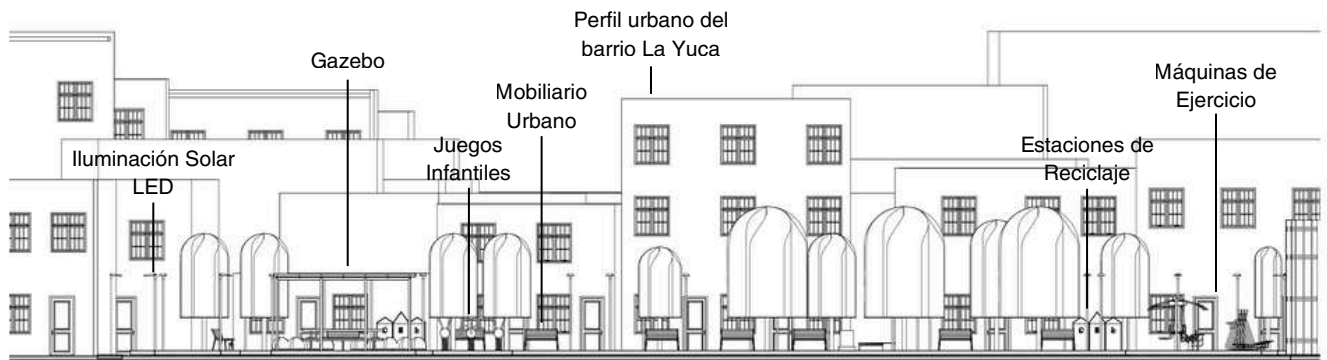 Perfil urbano del
barrio La Yuca
Gazebo
Máquinas de
Ejercicio
Mobiliario
Urbano
Iluminación Solar
LED
Juegos
Infantiles
Estaciones de
Reciclaje